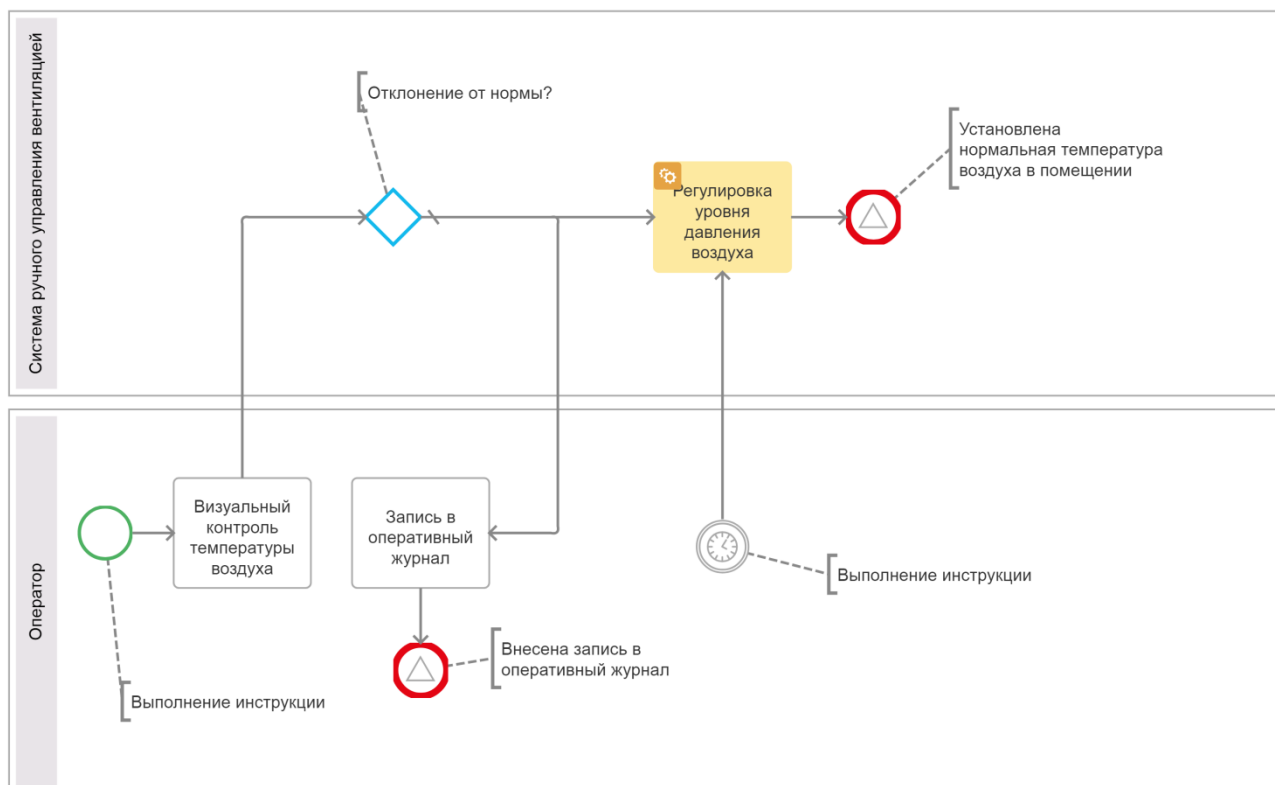 Система ручного управления вентиляцией
Отклонение от нормы?
Регулировка
уровня
давления
воздуха
Установлена
нормальная температура
воздуха в помещении
Оператор
Визуальный
контроль
температуры
воздуха
Запись в
оперативный
журнал
Выполнение инструкции
Внесена запись в
оперативный журнал
Выполнение инструкции